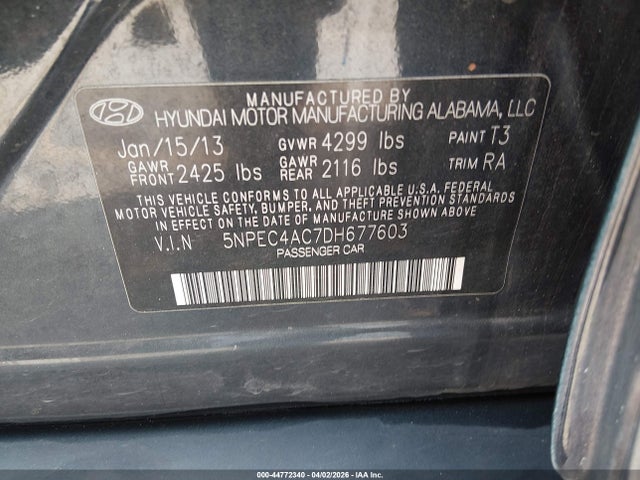 MANUFACTURED BY
HYUNDAI MOTOR MANUFACTURING ALABAMA, LLC
Jan/15/13 GVWR 4299 lbs PAINT T3
GAWR FRONT 2425 lbs GAWR REAR 2116 lbs TRIM RA
THIS VEHICLE CONFORMS TO ALL APPLICABLE U.S.A. FEDERAL
MOTOR VEHICLE SAFETY, BUMPER, AND THEFT PREVENTION
STANDARDS IN EFFECT ON THE DATE OF MANUFACTURE SHOWN ABOVE.
V.I.N 5NPEC4AC7DH677603
PASSENGER CAR
000-44772340 - 04/02/2026 - IAA, Inc.